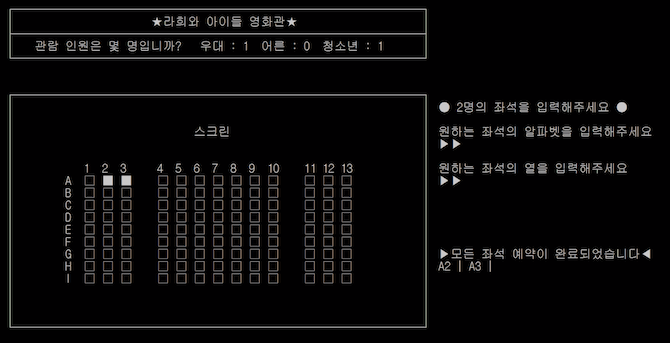 ★라희와 아이들 영화관★
관람 인원은 몇 명입니까? 우대 : 1 어른 : 0 청소년 : 1
● 2명의 좌석을 입력해주세요 ●
스크린
원하는 좌석의 알파벳을 입력해주세요
▶▶
원하는 좌석의 열을 입력해주세요
▶▶
1 2 3 4 5 6 7 8 9 10 11 12 13
A □ ■ ■ □ □ □ □ □ □ □ □ □ □
B □ □ □ □ □ □ □ □ □ □ □ □ □
C □ □ □ □ □ □ □ □ □ □ □ □ □
D □ □ □ □ □ □ □ □ □ □ □ □ □
E □ □ □ □ □ □ □ □ □ □ □ □ □
F □ □ □ □ □ □ □ □ □ □ □ □ □
G □ □ □ □ □ □ □ □ □ □ □ □ □
H □ □ □ □ □ □ □ □ □ □ □ □ □
I □ □ □ □ □ □ □ □ □ □ □ □ □
▶모든 좌석 예약이 완료되었습니다◀
A2 | A3 |